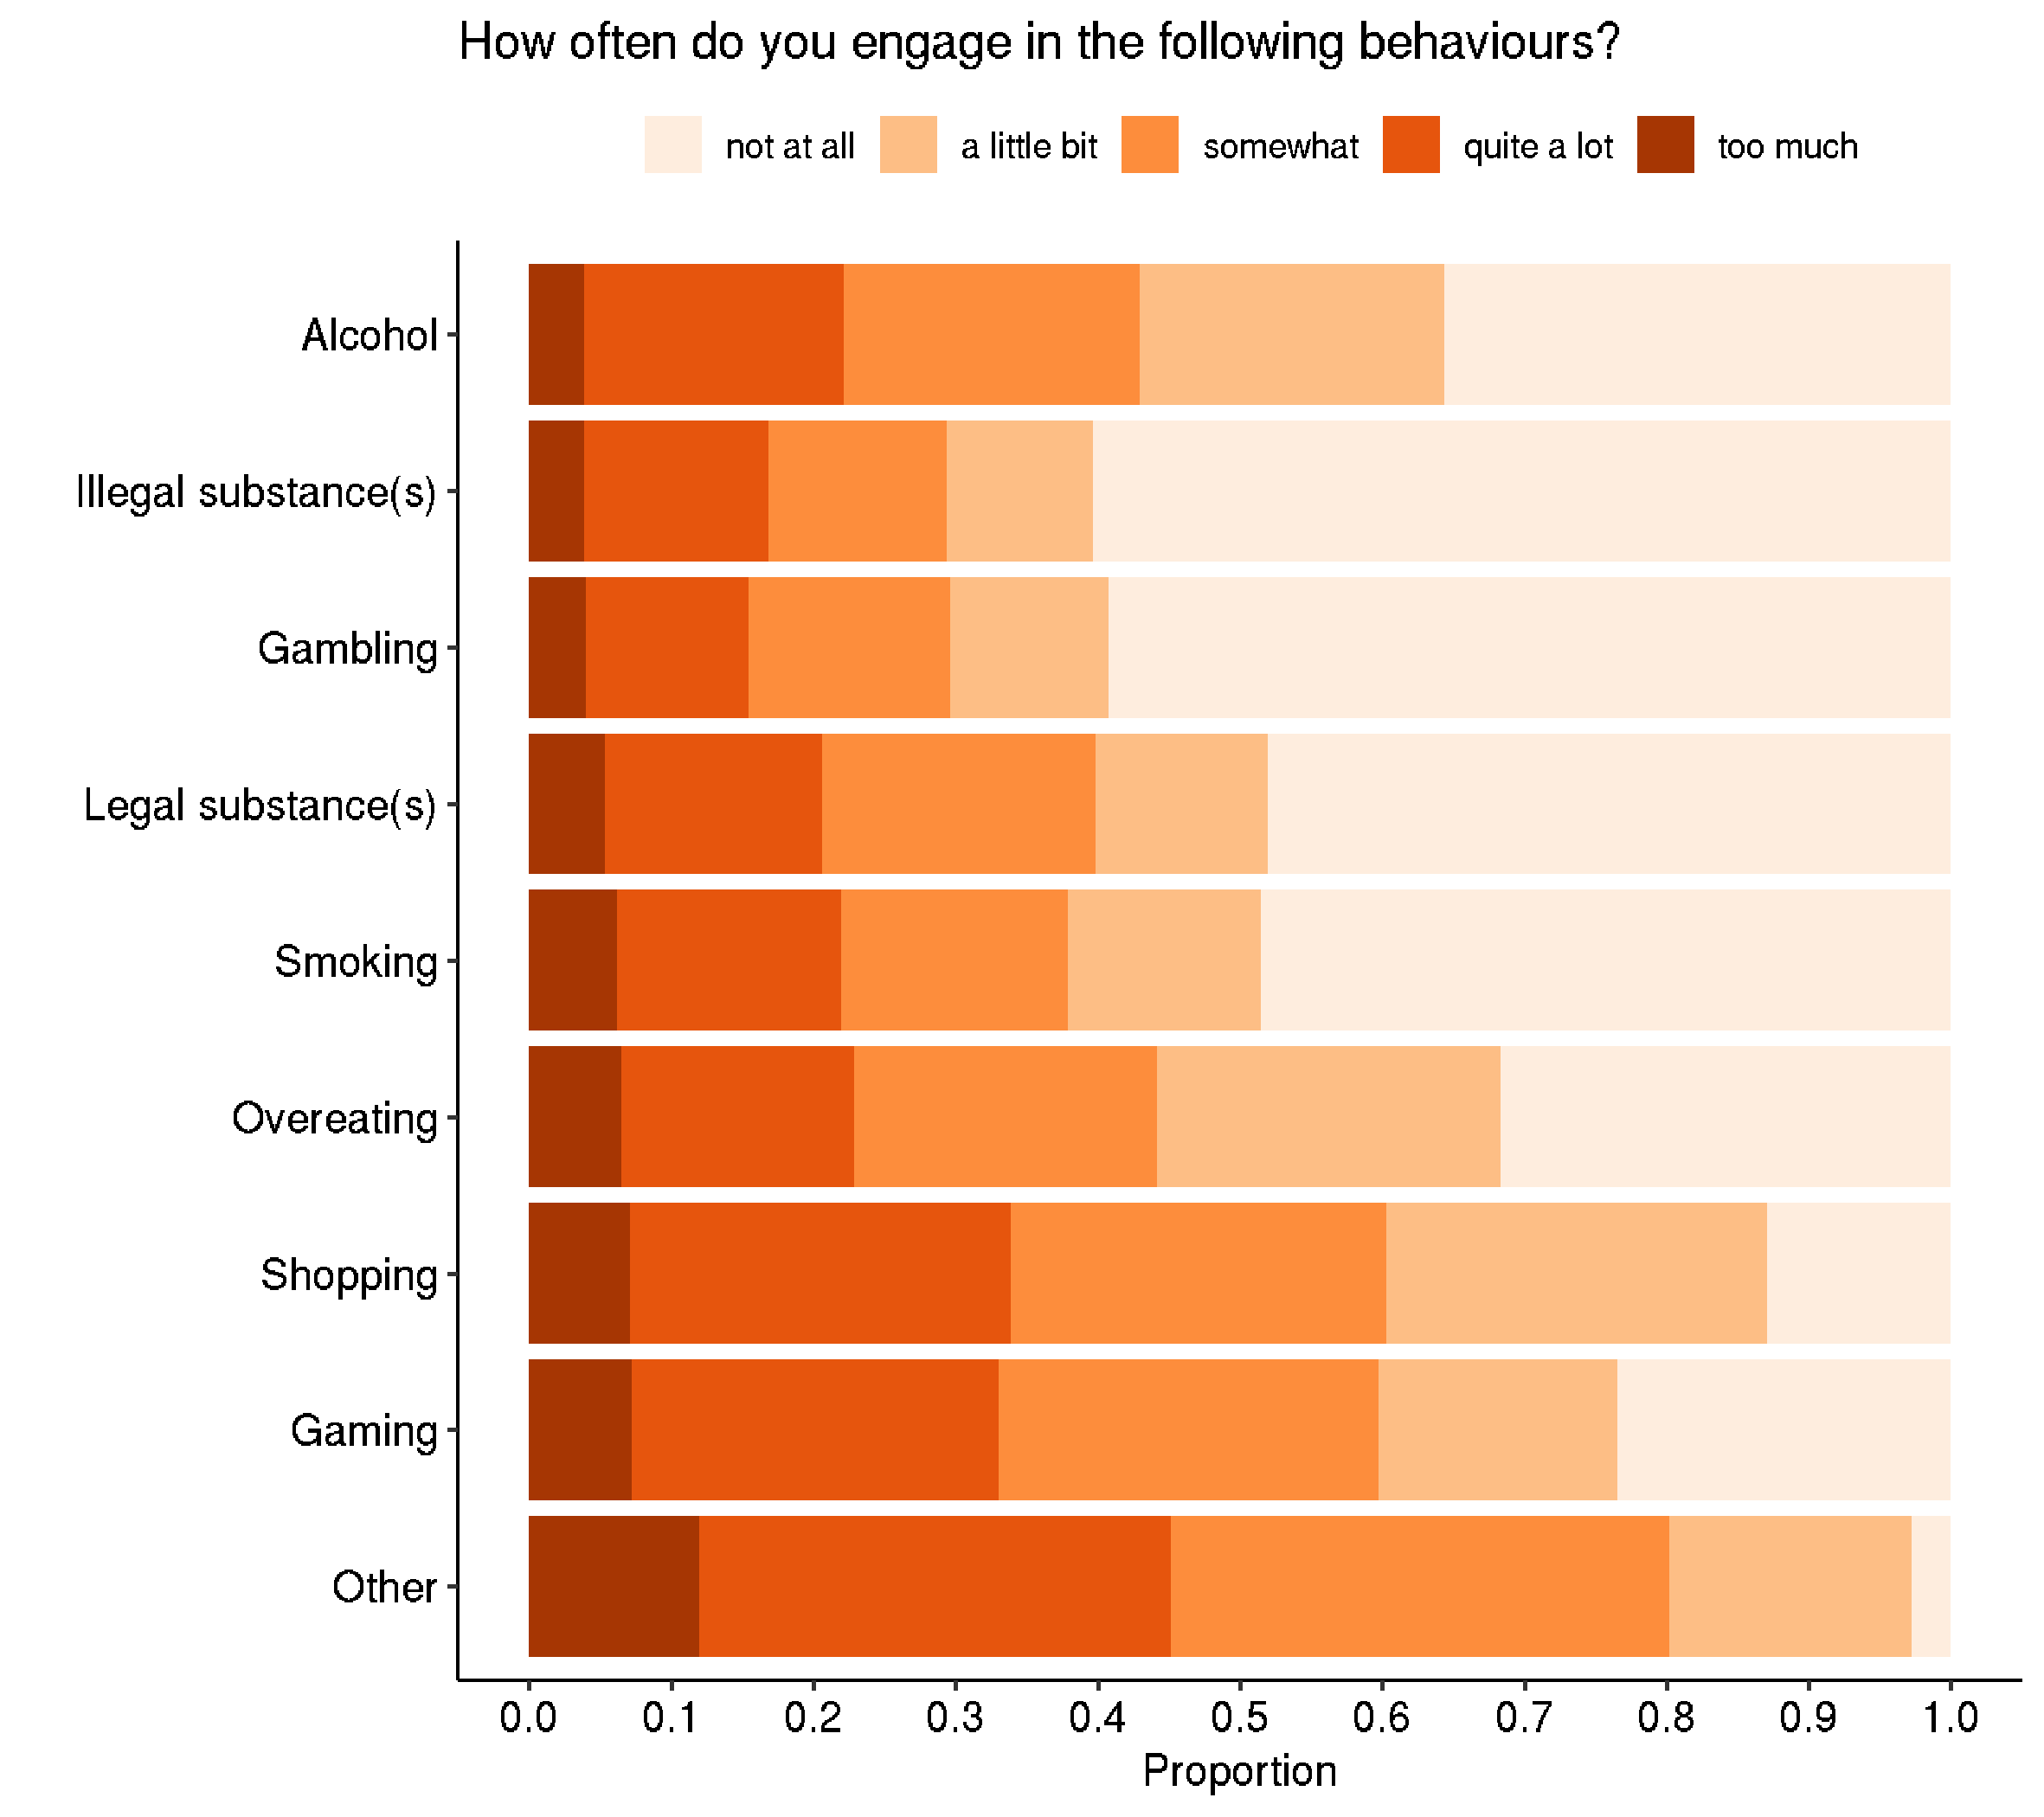 How often do you engage in the following behaviours?
not at all a little bit somewhat quite a lot too much
Alcohol
Illegal substance(s)
Gambling
Legal substance(s)
Smoking
Overeating
Shopping
Gaming
Other
0.0 0.1 0.2 0.3 0.4 0.5 0.6 0.7 0.8 0.9 1.0
Proportion